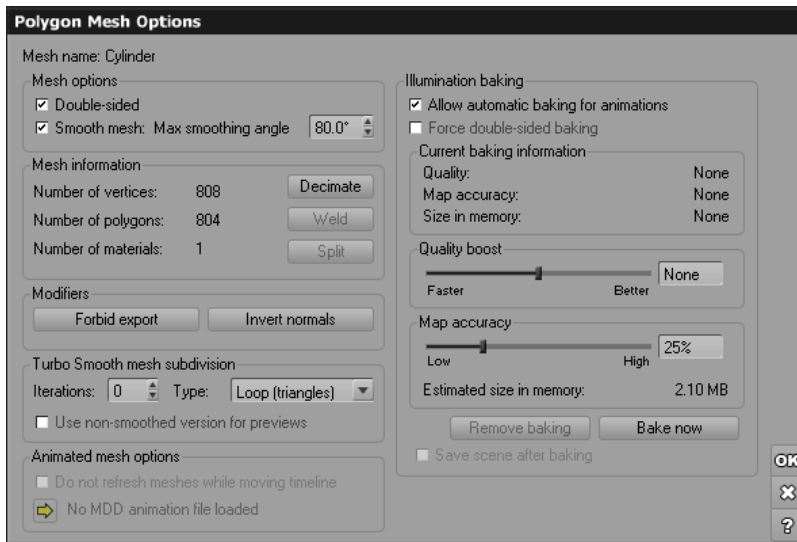 Polygon Mesh Options
Mesh name: Cylinder
Mesh options
Double-sided
Smooth mesh: Max smoothing angle 80.0°
Mesh information
Number of vertices: 808 Decimate
Number of polygons: 804 Weld
Number of materials: 1 Split
Modifiers
Forbid export Invert normals
Turbo Smooth mesh subdivision
Iterations: 0 Type: Loop (triangles)
Use non-smoothed version for previews
Animated mesh options
Do not refresh meshes while moving timeline
No MDD animation file loaded
Illumination baking
Allow automatic baking for animations
Force double-sided baking
Current baking information
Quality: None
Map accuracy: None
Size in memory: None
Quality boost
None
Faster Better
Map accuracy
25%
Low High
Estimated size in memory: 2.10 MB
Remove baking Bake now
Save scene after baking
OK
?